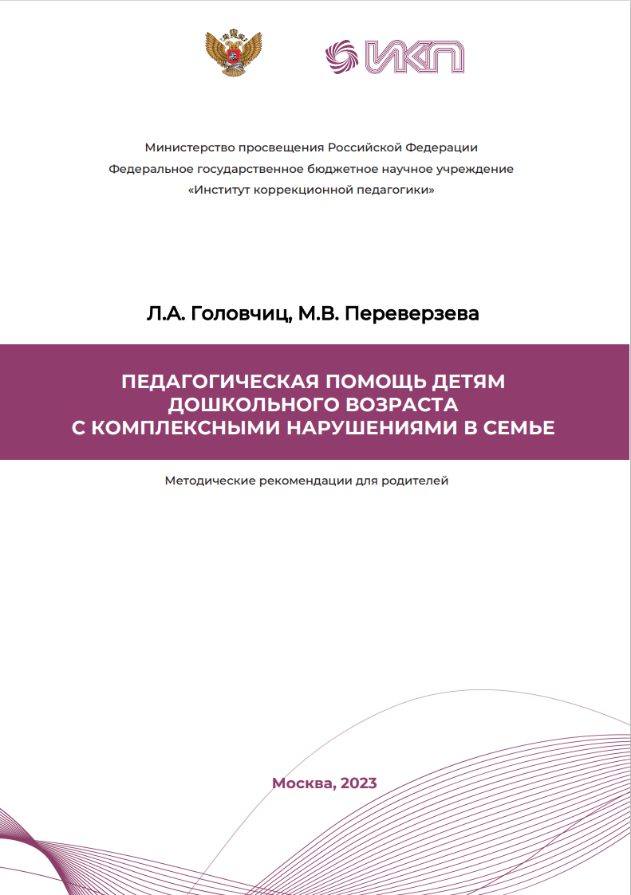 ИКП
Министерство просвещения Российской Федерации
Федеральное государственное бюджетное научное учреждение
«Институт коррекционной педагогики»
Л.А. Головчиц, М.В. Переверзева
ПЕДАГОГИЧЕСКАЯ ПОМОЩЬ ДЕТЯМ
ДОШКОЛЬНОГО ВОЗРАСТА
С КОМПЛЕКСНЫМИ НАРУШЕНИЯМИ В СЕМЬЕ
Методические рекомендации для родителей
Москва, 2023